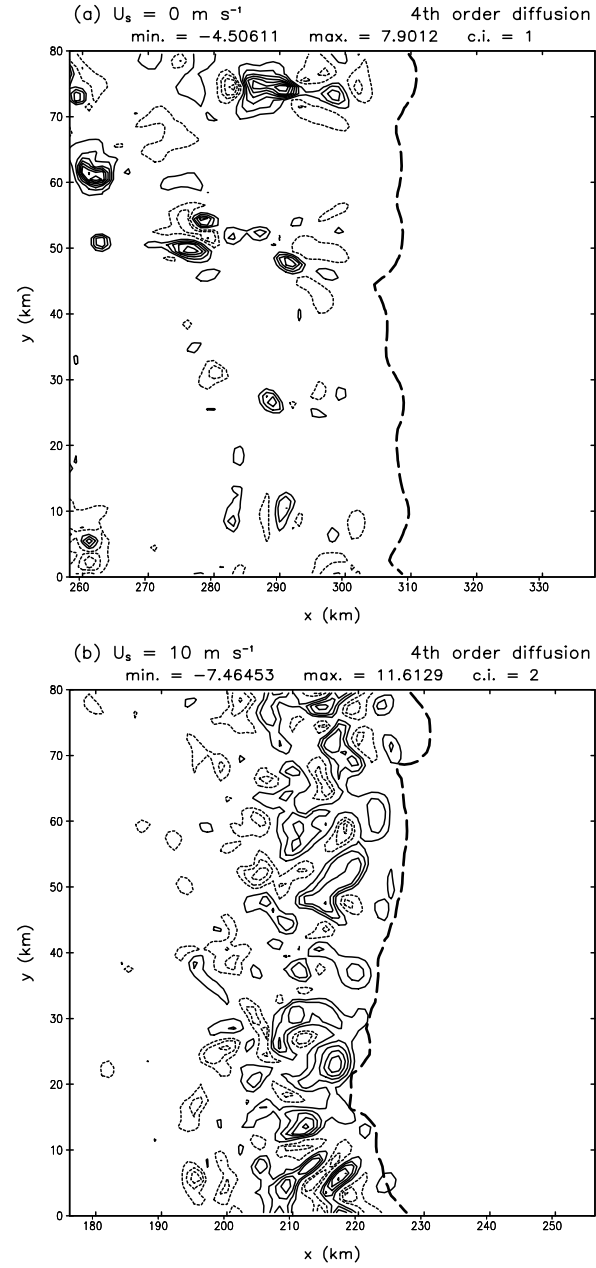 (a) Uₛ = 0 m s⁻¹ 4th order diffusion
min. = −4.50611 max. = 7.9012 c.i. = 1
80
70
60
50
40
30
20
10
0
y (km)
260 270 280 290 300 310 320 330
x (km)
(b) Uₛ = 10 m s⁻¹ 4th order diffusion
min. = −7.46453 max. = 11.6129 c.i. = 2
80
70
60
50
40
30
20
10
0
y (km)
180 190 200 210 220 230 240 250
x (km)